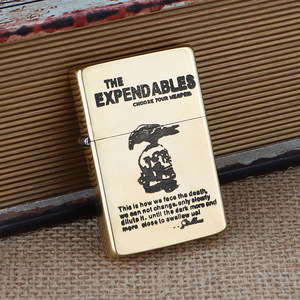 THE
EXPENDABLES
CHOOSE YOUR WEAPON
This is how we face the death,
we can not change, only slowly
dilute it. until the dark more and
more close to swallow us!